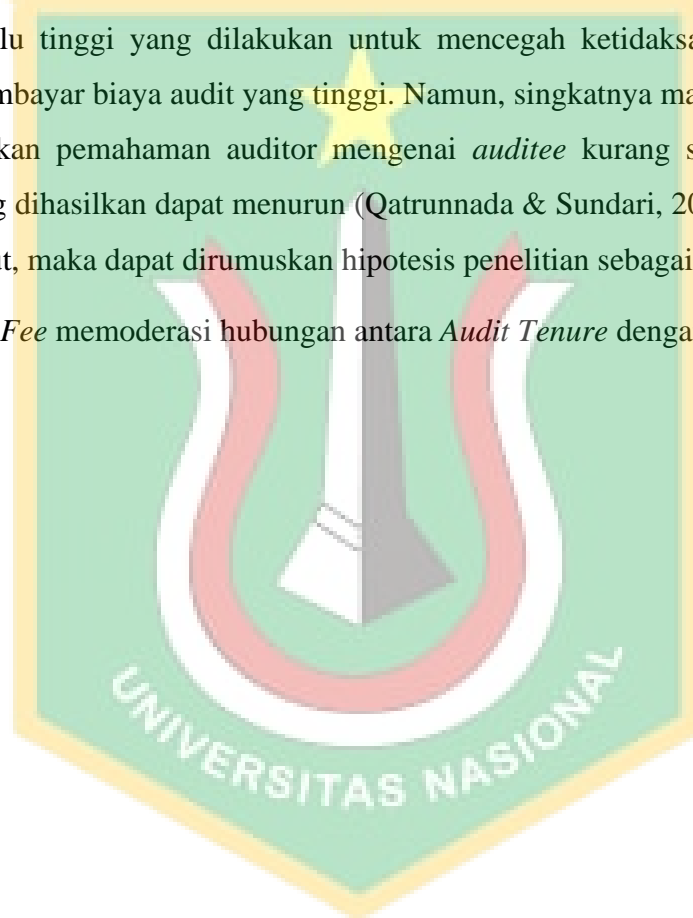 lu tinggi yang dilakukan untuk mencegah ketidaksa
mbayar biaya audit yang tinggi. Namun, singkatnya ma
kan pemahaman auditor mengenai auditee kurang s
g dihasilkan dapat menurun (Qatrunnada & Sundari, 20
ut, maka dapat dirumuskan hipotesis penelitian sebagai
Fee memoderasi hubungan antara Audit Tenure denga
UNIVERSITAS NASIONAL